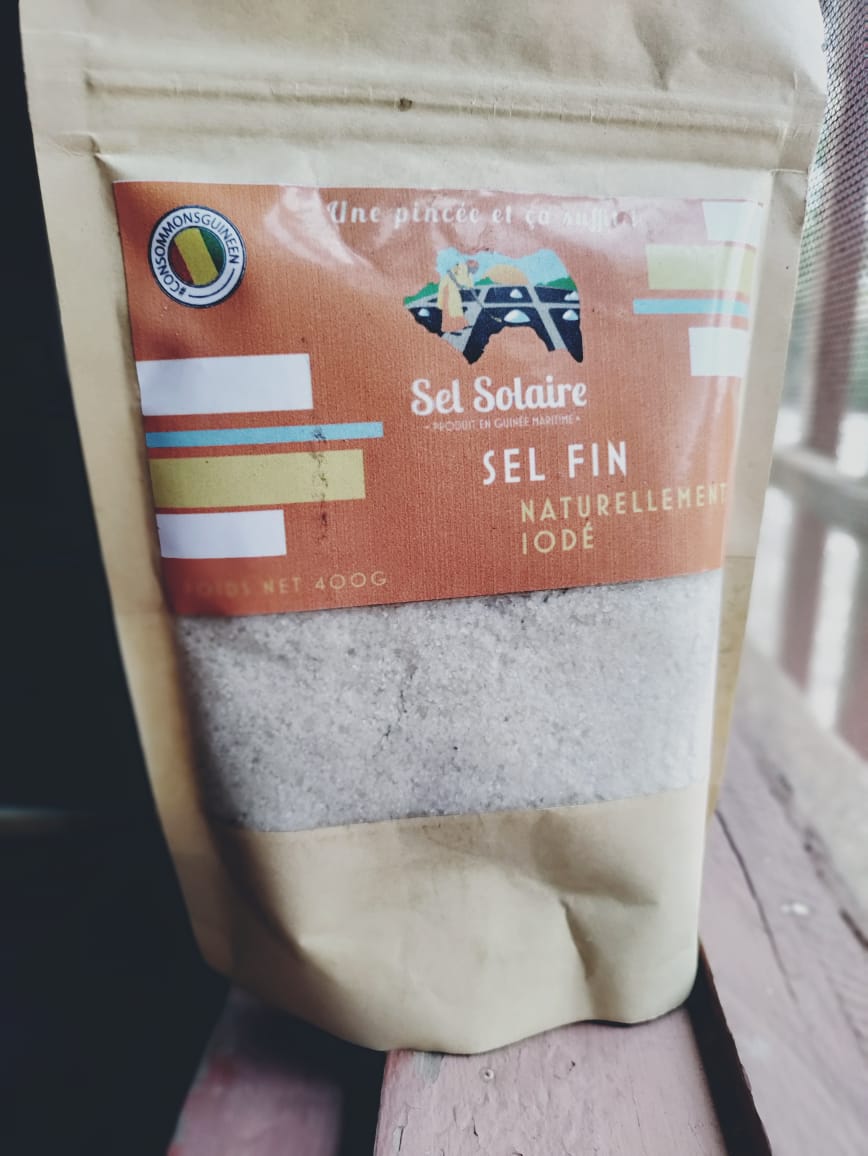 #CONSOMMONSGUINEEN
Une pincée et ça suffit !
Sel Solaire
- PRODUIT EN GUINÉE MARITIME -
SEL FIN
NATURELLEMENT
IODÉ
POIDS NET 400G